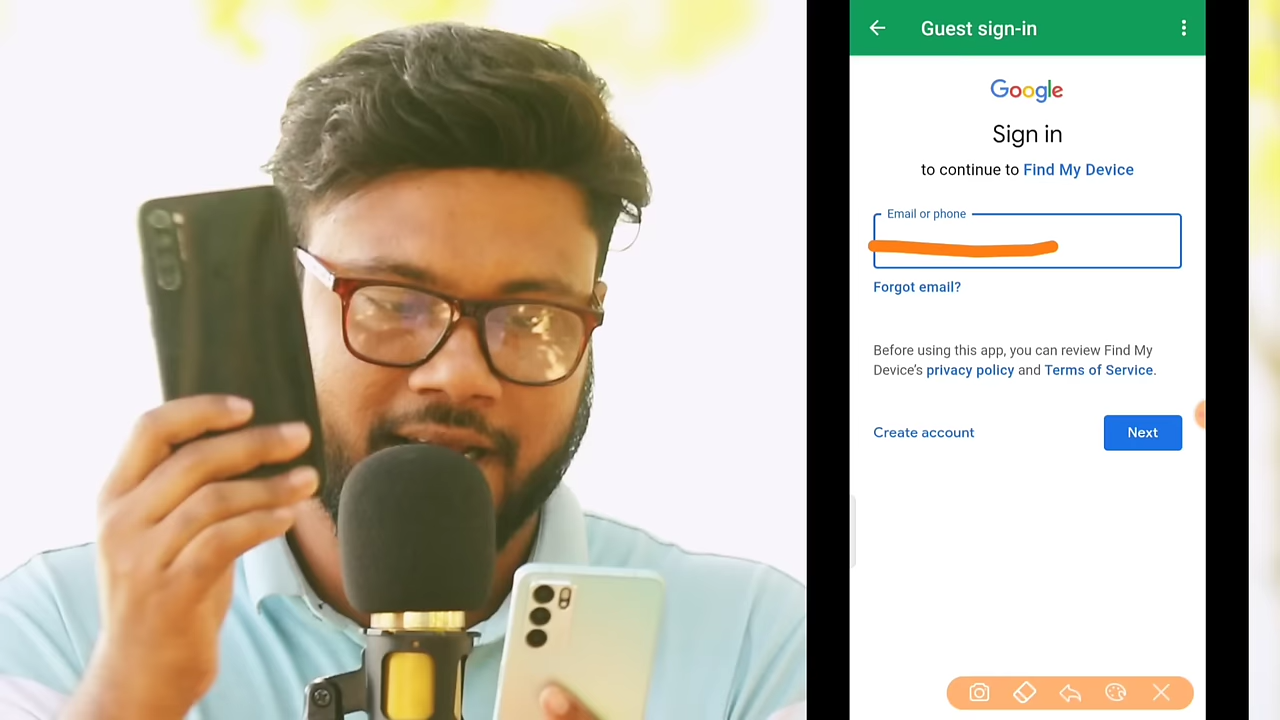 Guest sign-in
Google
Sign in
to continue to Find My Device
Email or phone
Forgot email?
Before using this app, you can review Find My
Device's privacy policy and Terms of Service.
Create account
Next